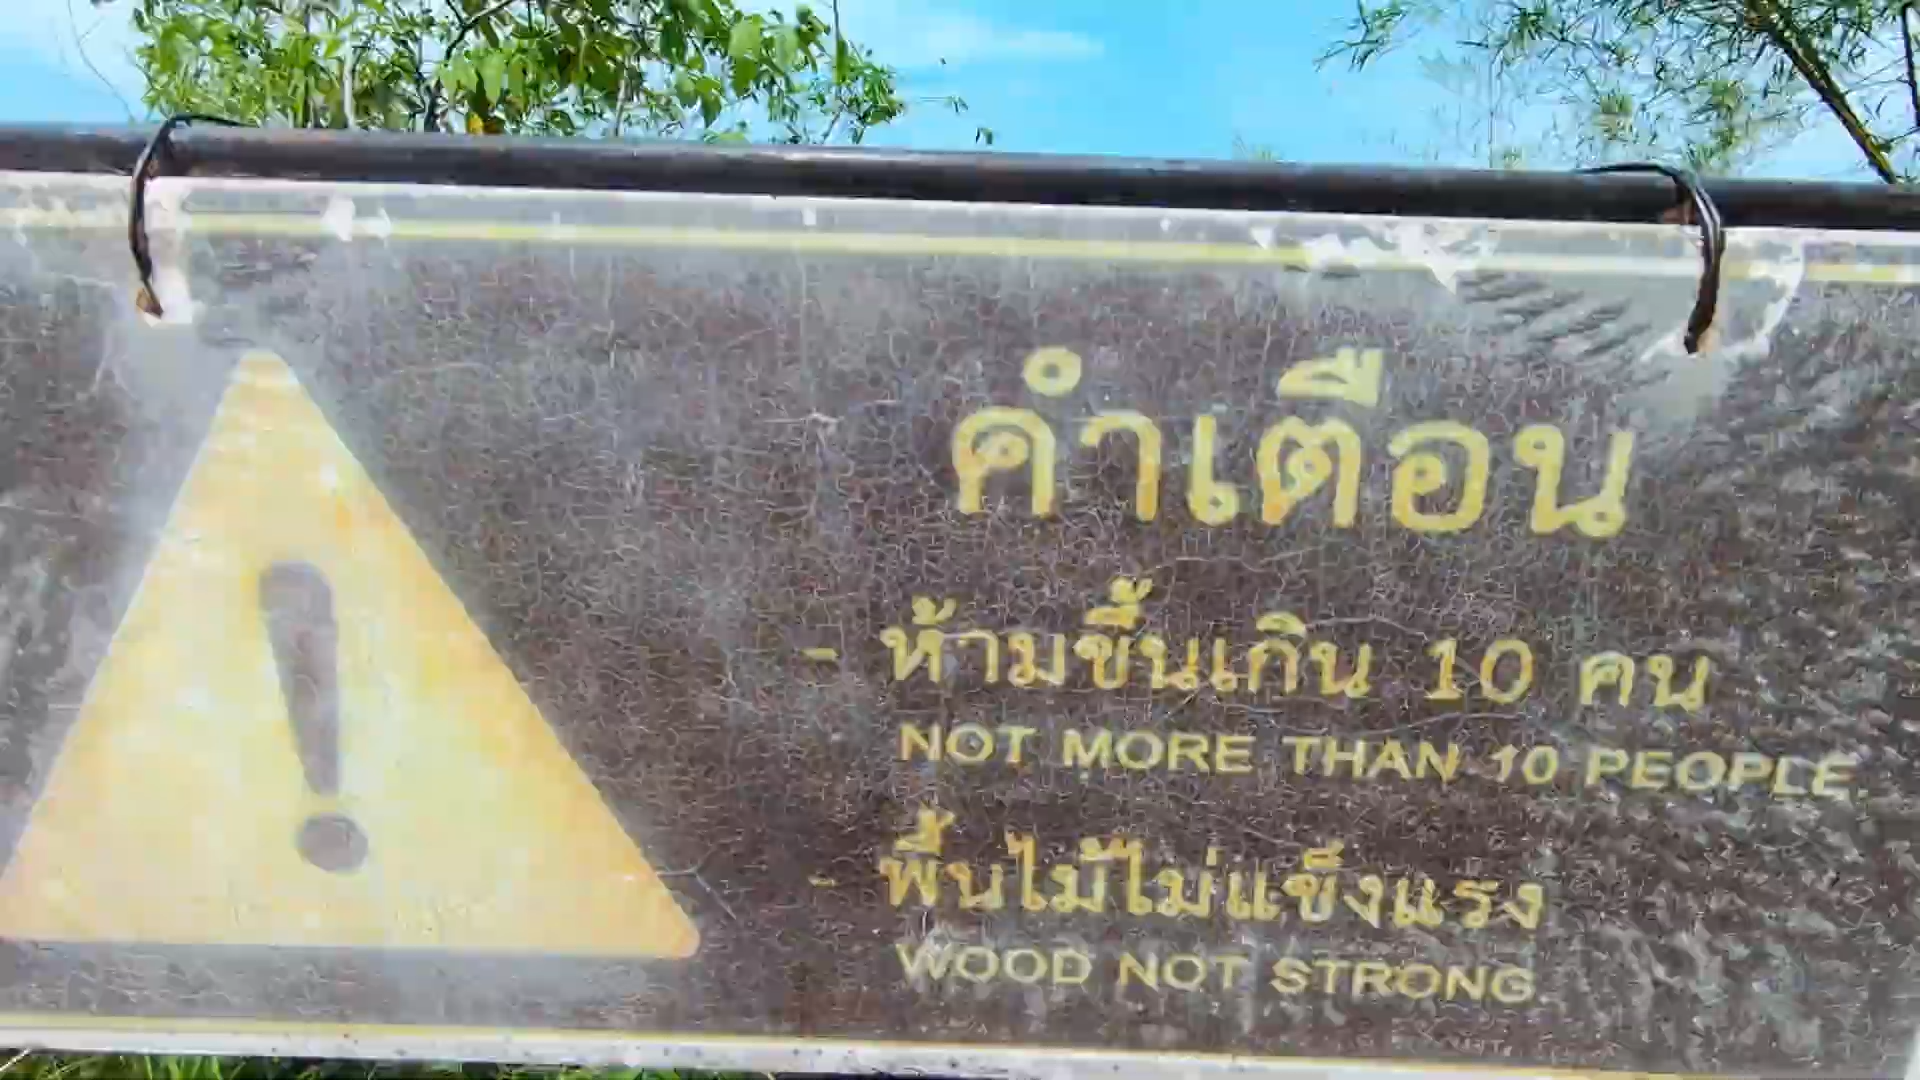 คำเตือน
- ห้ามขึ้นเกิน 10 คน
NOT MORE THAN 10 PEOPLE.
- พื้นไม้ไม่แข็งแรง
WOOD NOT STRONG.